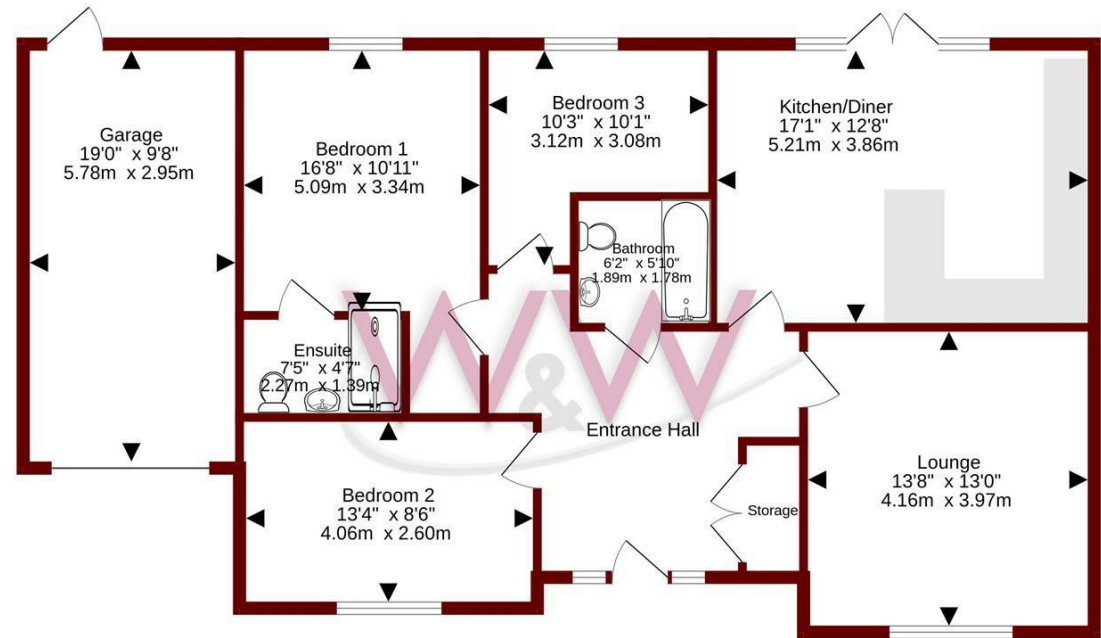 Garage
19'0" x 9'8"
5.78m x 2.95m
Bedroom 1
16'8" x 10'11"
5.09m x 3.34m
Bedroom 3
10'3" x 10'1"
3.12m x 3.08m
Kitchen/Diner
17'1" x 12'8"
5.21m x 3.86m
Bathroom
6'2" x 5'10"
1.89m x 1.78m
Ensuite
7'5" x 4'7"
2.27m x 1.39m
W&W
Entrance Hall
Bedroom 2
13'4" x 8'6"
4.06m x 2.60m
Storage
Lounge
13'8" x 13'0"
4.16m x 3.97m